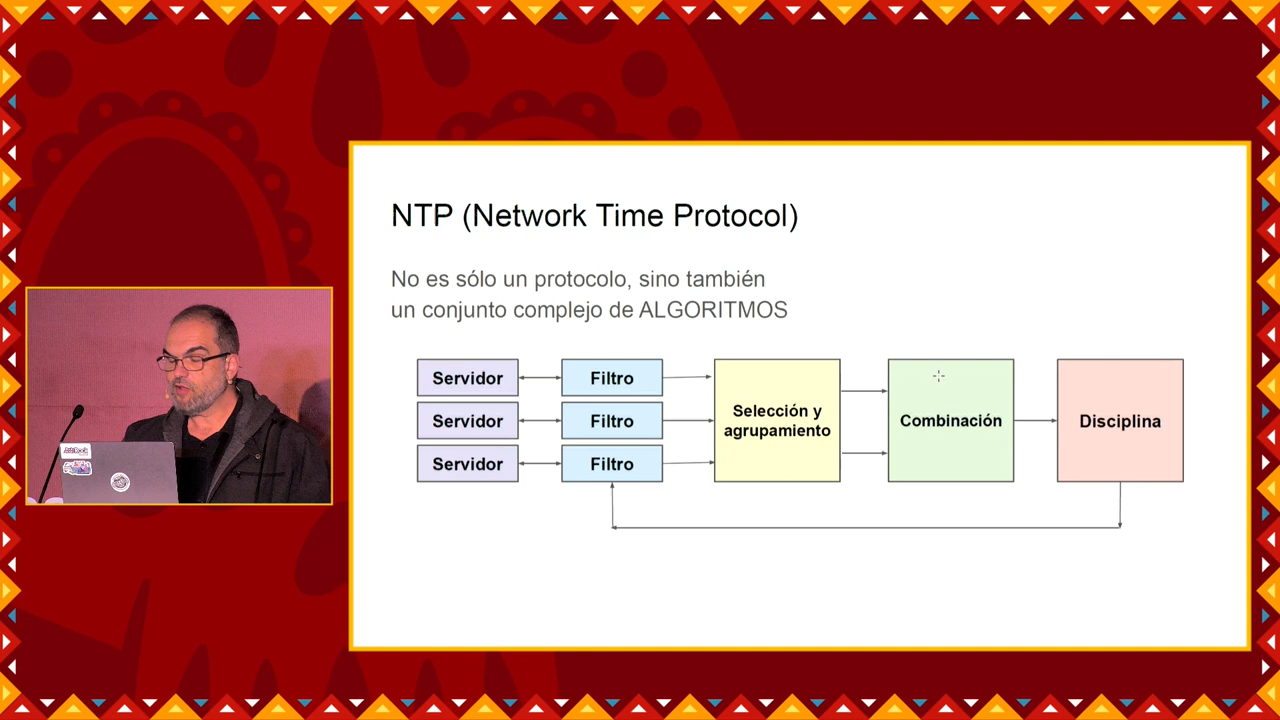 NTP (Network Time Protocol)
No es sólo un protocolo, sino también
un conjunto complejo de ALGORITMOS
Servidor
Filtro
Servidor
Filtro
Servidor
Filtro
Selección y
agrupamiento
Combinación
Disciplina